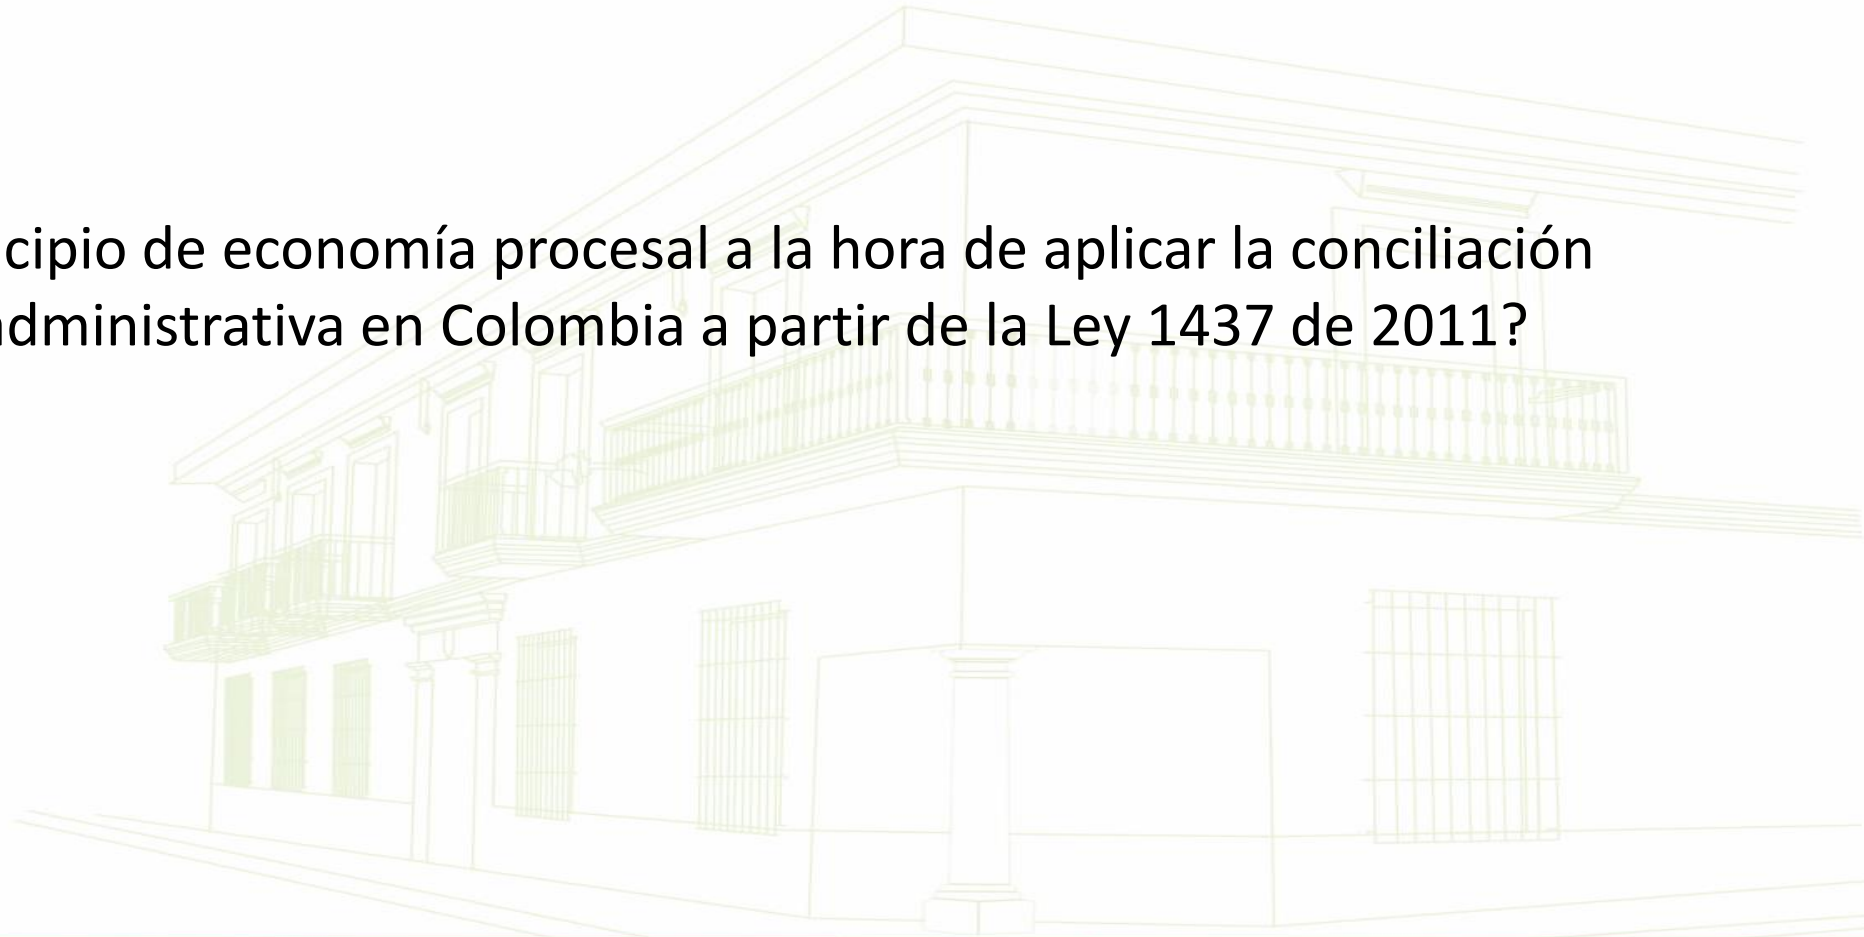 cipio de economía procesal a la hora de aplicar la conciliación
dministrativa en Colombia a partir de la Ley 1437 de 2011?